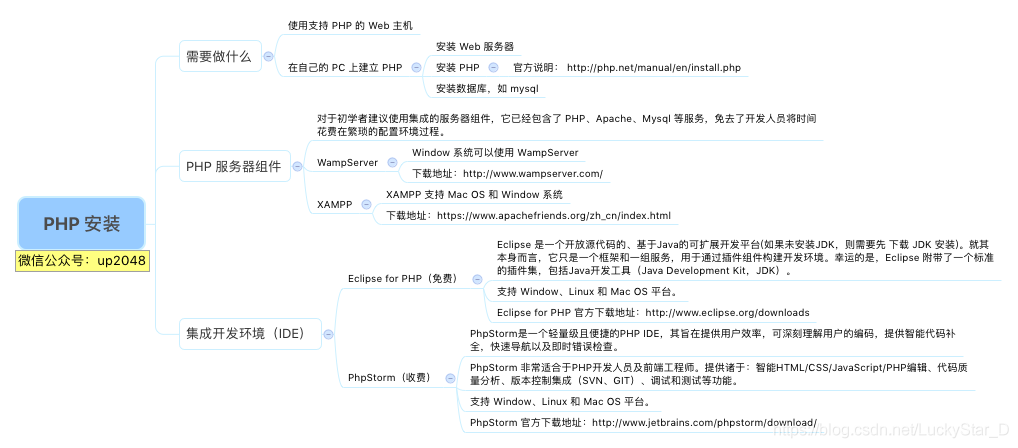 PHP 安装
微信公众号：up2048
需要做什么
使用支持 PHP 的 Web 主机
在自己的 PC 上建立 PHP
安装 Web 服务器
安装 PHP
官方说明： http://php.net/manual/en/install.php
安装数据库，如 mysql
PHP 服务器组件
对于初学者建议使用集成的服务器组件，它已经包含了 PHP、Apache、Mysql 等服务，免去了开发人员将时间
花费在繁琐的配置环境过程。
WampServer
Window 系统可以使用 WampServer
下载地址：http://www.wampserver.com/
XAMPP
XAMPP 支持 Mac OS 和 Window 系统
下载地址：https://www.apachefriends.org/zh_cn/index.html
集成开发环境（IDE）
Eclipse for PHP（免费）
Eclipse 是一个开放源代码的、基于Java的可扩展开发平台(如果未安装JDK，则需要先 下载 JDK 安装)。就其
本身而言，它只是一个框架和一组服务，用于通过插件组件构建开发环境。幸运的是，Eclipse 附带了一个标准
的插件集，包括Java开发工具（Java Development Kit，JDK）。
支持 Window、Linux 和 Mac OS 平台。
Eclipse for PHP 官方下载地址：http://www.eclipse.org/downloads
PhpStorm（收费）
PhpStorm是一个轻量级且便捷的PHP IDE，其旨在提供用户效率，可深刻理解用户的编码，提供智能代码补
全，快速导航以及即时错误检查。
PhpStorm 非常适合于PHP开发人员及前端工程师。提供诸于：智能HTML/CSS/JavaScript/PHP编辑、代码质
量分析、版本控制集成（SVN、GIT）、调试和测试等功能。
支持 Window、Linux 和 Mac OS 平台。
PhpStorm 官方下载地址：http://www.jetbrains.com/phpstorm/download/
https://blog.csdn.net/LuckyStar_D